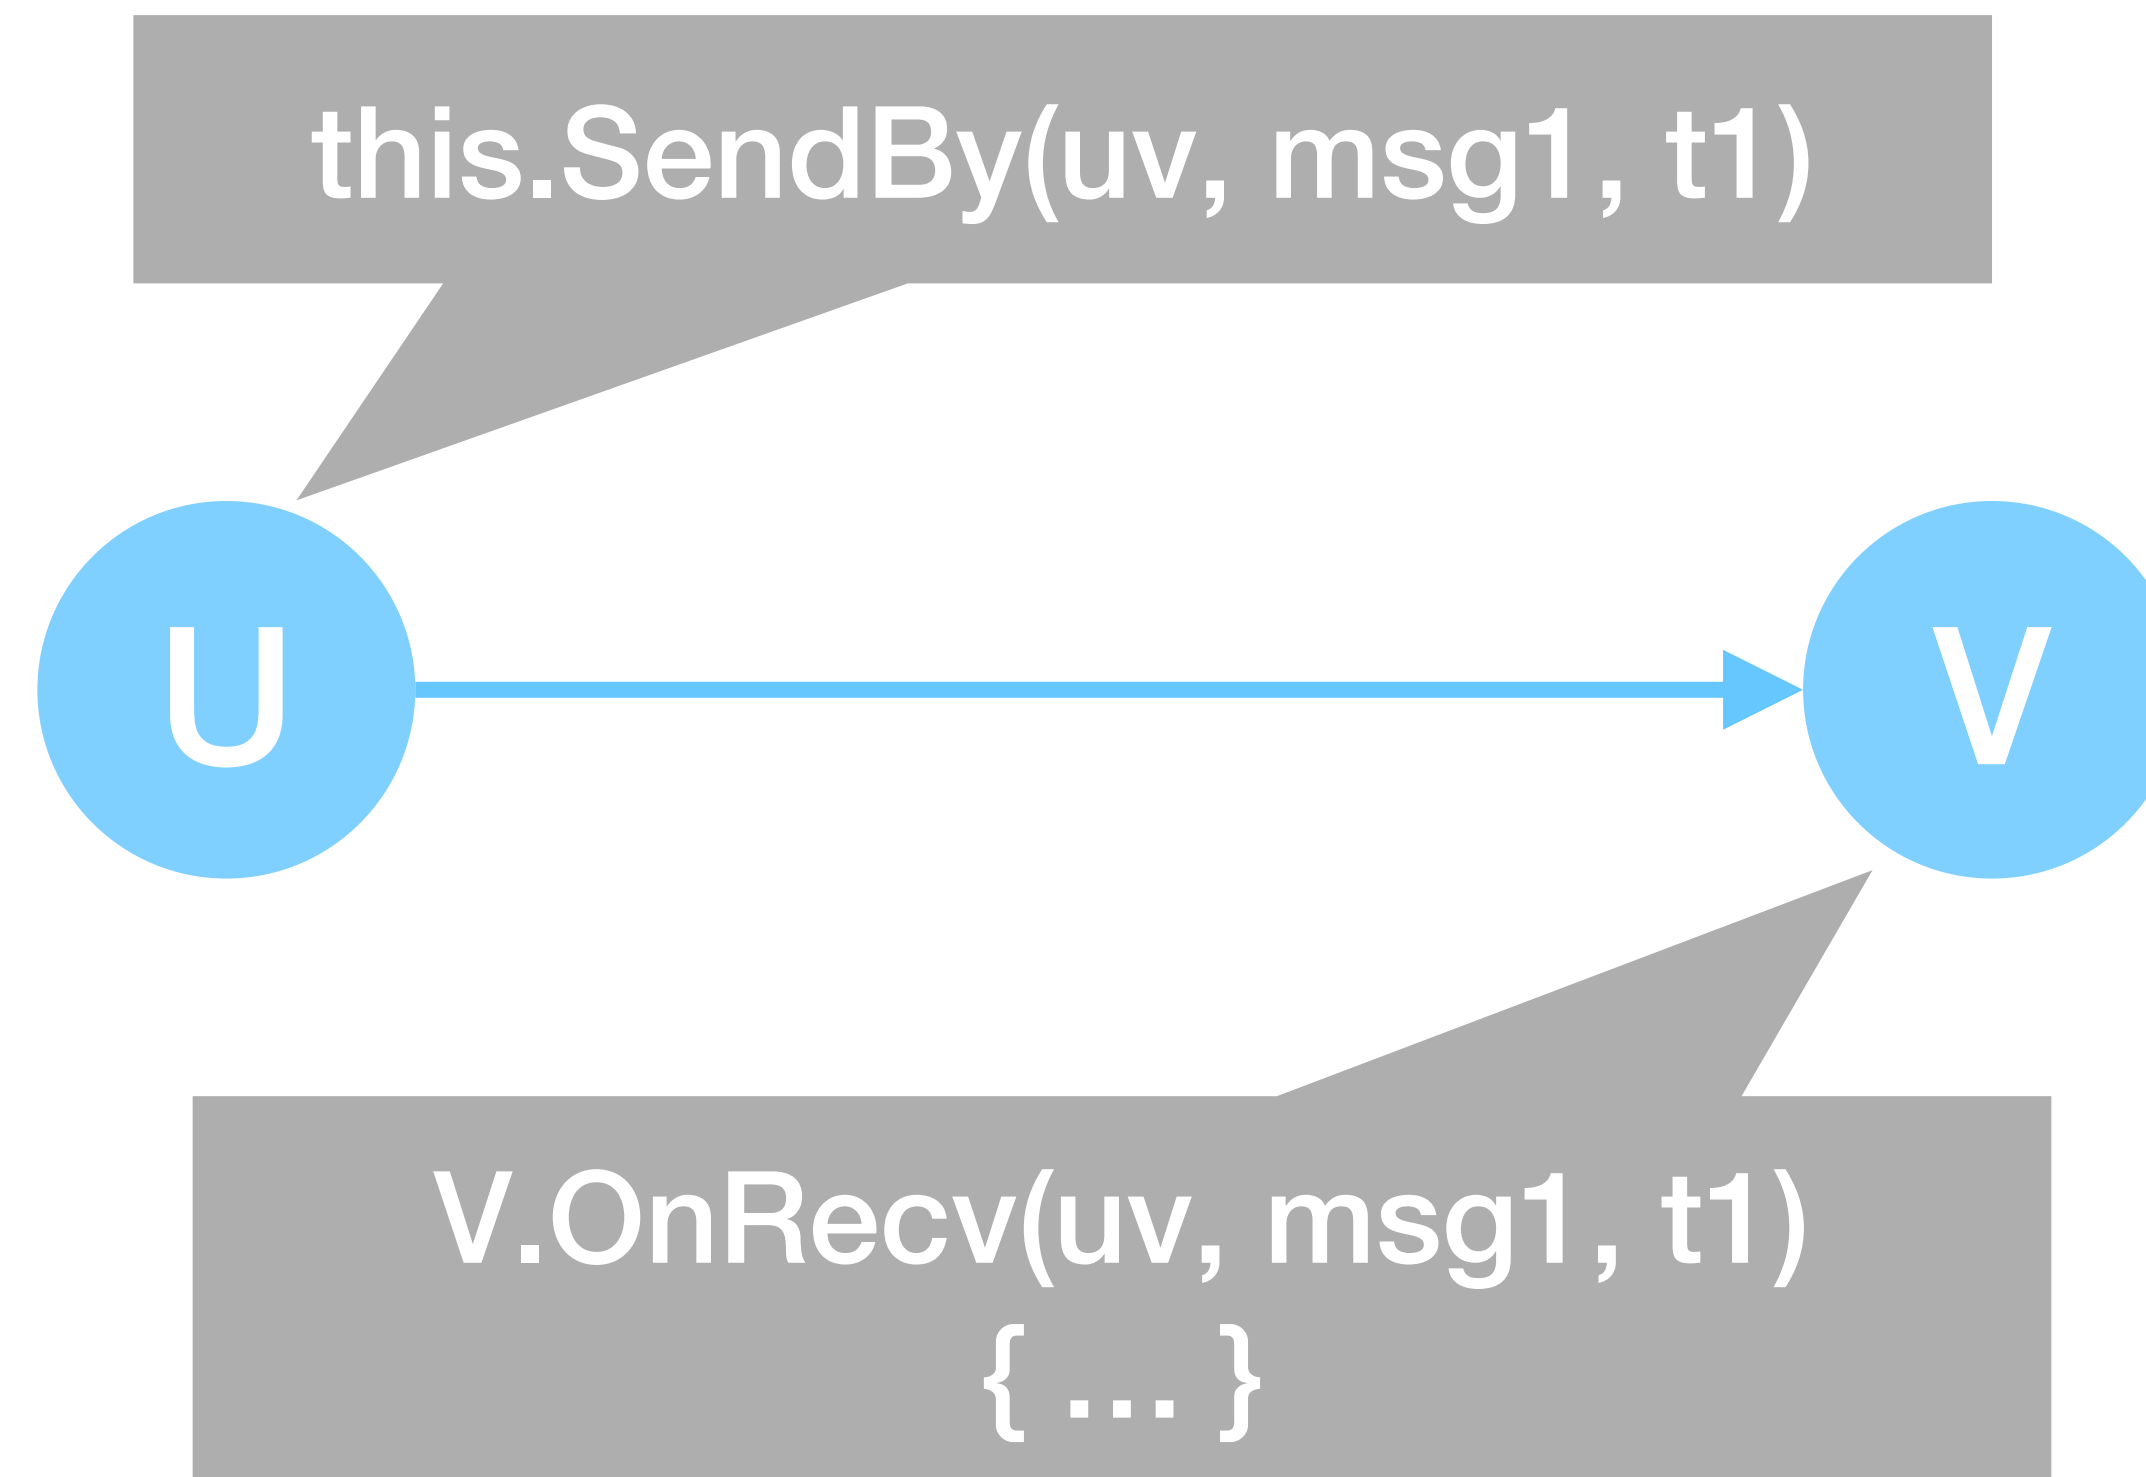 this.SendBy(uv, msg1, t1)
U
V
V.OnRecv(uv, msg1, t1)
{ ... }